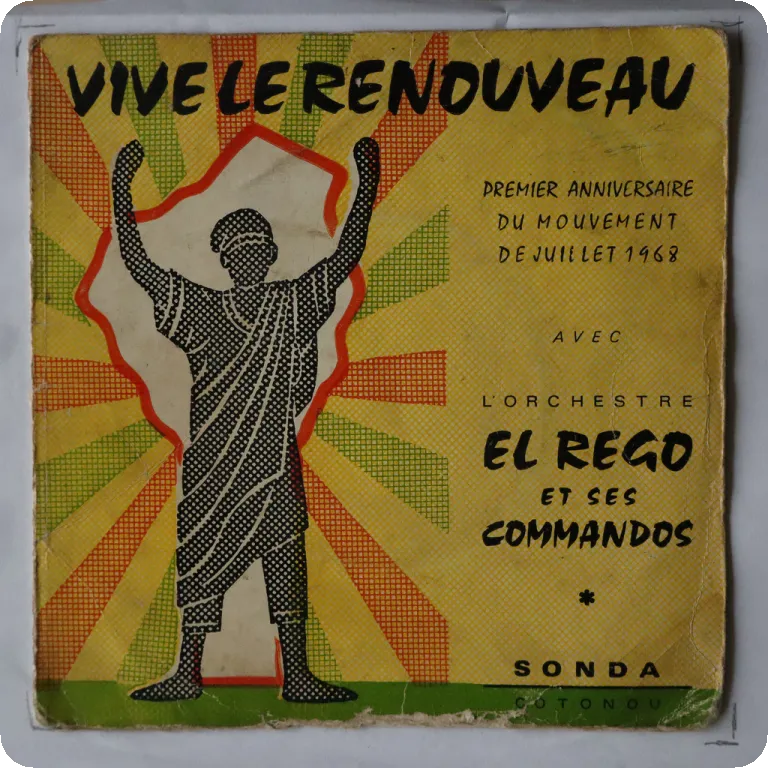 VIVE LE RENOUVEAU
PREMIER ANNIVERSAIRE
DU MOUVEMENT
DE JUILLET 1968
AVEC
L'ORCHESTRE
EL REGO
ET SES
COMMANDOS
*
SONDA
COTONOU